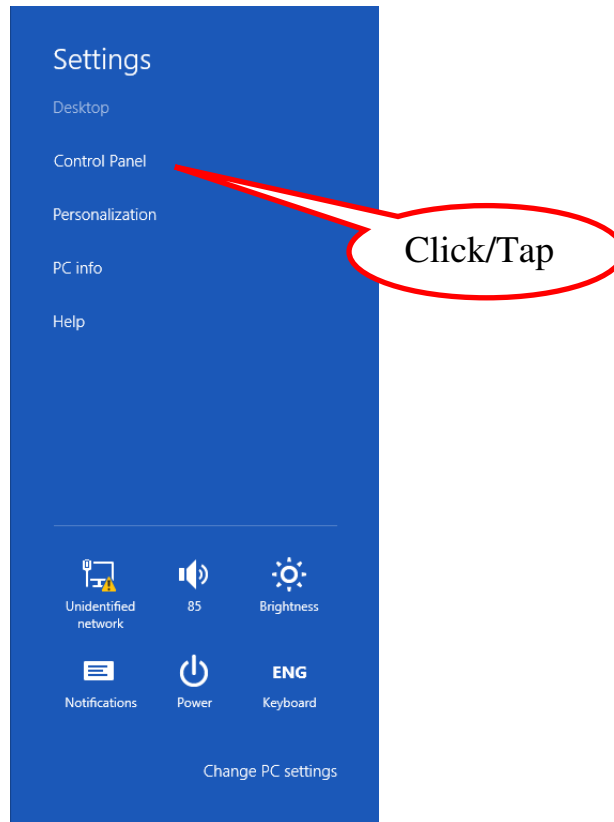 Settings
Desktop
Control Panel
Personalization
Click/Tap
PC info
Help
Unidentified
network
85
Brightness
Notifications
Power
ENG
Keyboard
Change PC settings